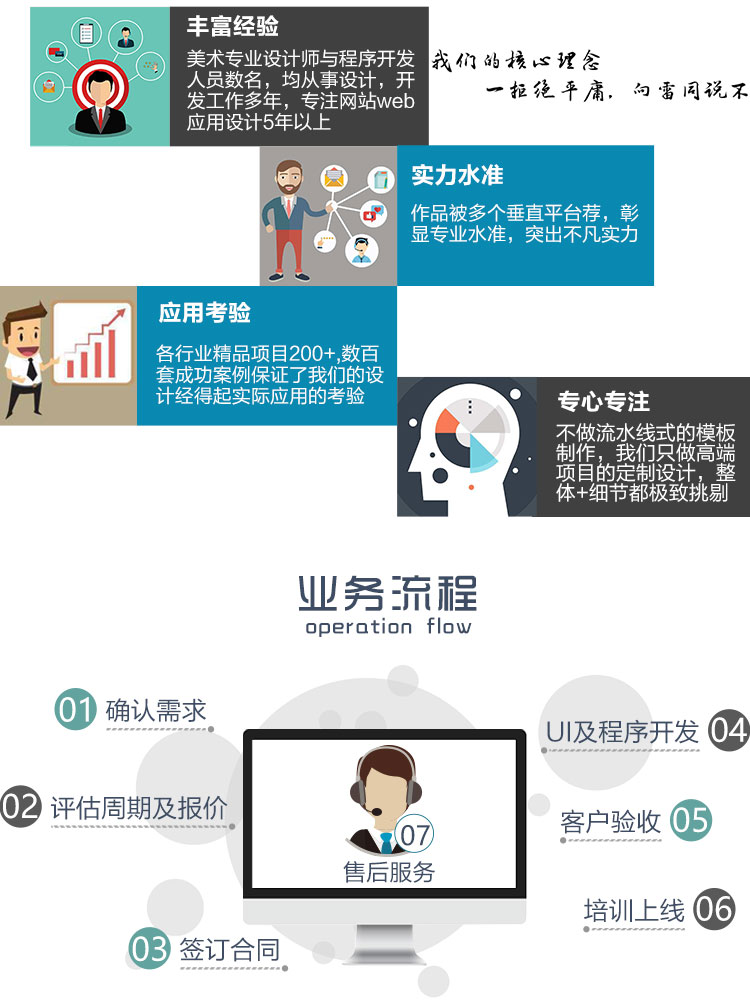 丰富经验
美术专业设计师与程序开发
人员数名，均从事设计，开
发工作多年，专注网站web
应用设计5年以上
我们的核心理念
一拒绝平庸，向雷同说不
实力水准
作品被多个垂直平台荐，彰
显专业水准，突出不凡实力
应用考验
各行业精品项目200+,数百
套成功案例保证了我们的设
计经得起实际应用的考验
专心专注
不做流水线式的模板
制作，我们只做高端
项目的定制设计，整
体+细节都极致挑剔
业务流程
operation flow
01 确认需求
02 评估周期及报价
03 签订合同
UI及程序开发 04
客户验收 05
培训上线 06
07
售后服务